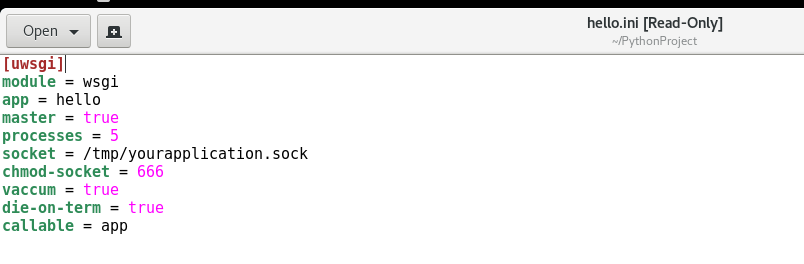 Open
hello.ini [Read-Only]
~/PythonProject
[uwsgi]
module = wsgi
app = hello
master = true
processes = 5
socket = /tmp/yourapplication.sock
chmod-socket = 666
vaccum = true
die-on-term = true
callable = app